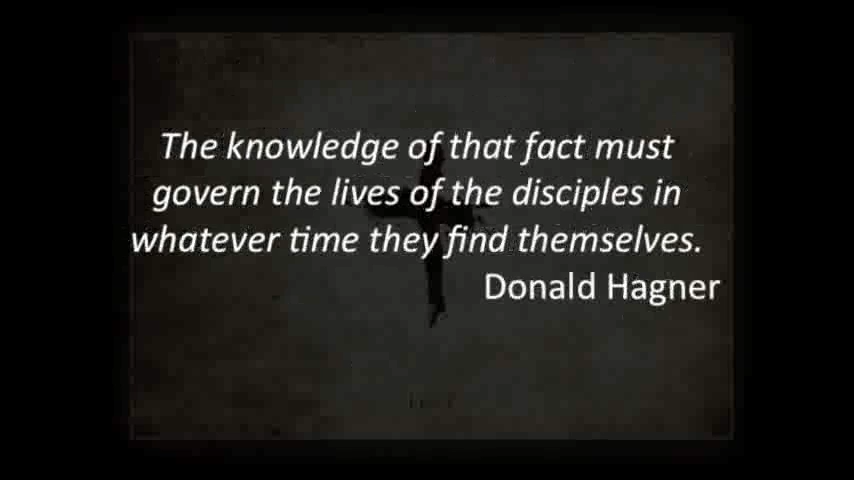 The knowledge of that fact must
govern the lives of the disciples in
whatever time they find themselves.
Donald Hagner